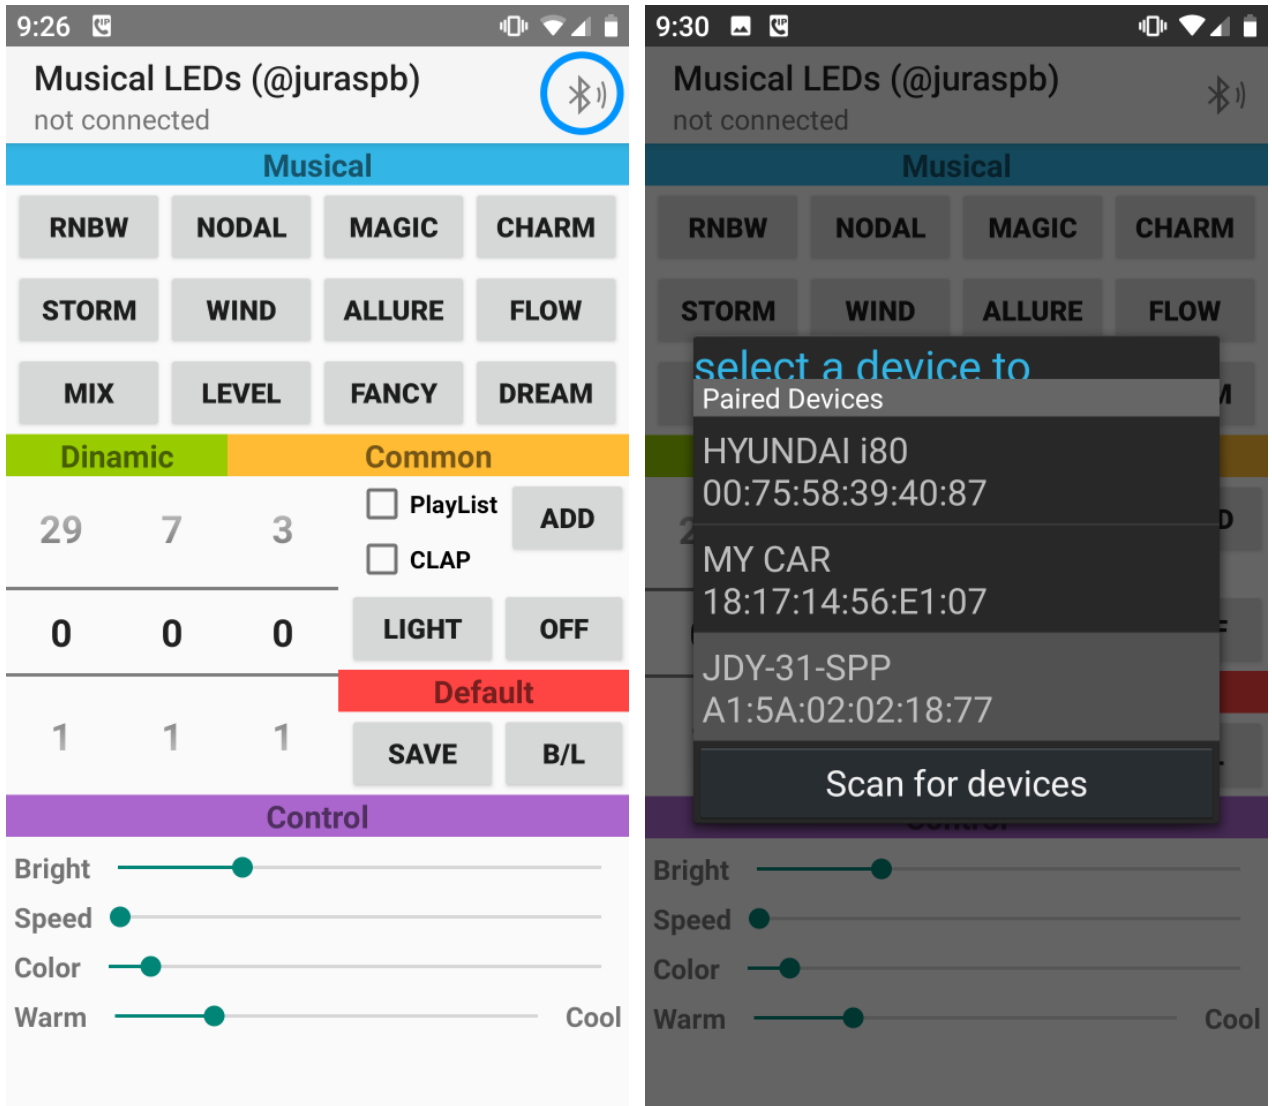 9:26
Musical LEDs (@juraspb)
not connected
Musical
RNBW NODAL MAGIC CHARM
STORM WIND ALLURE FLOW
MIX LEVEL FANCY DREAM
Dinamic Common
29 7 3
PlayList ADD
CLAP
0 0 0
LIGHT OFF
Default
1 1 1
SAVE B/L
Control
Bright
Speed
Color
Warm Cool
9:30
Musical LEDs (@juraspb)
not connected
Musical
RNBW NODAL MAGIC CHARM
STORM WIND ALLURE FLOW
select a device to
Paired Devices
HYUNDAI i80
00:75:58:39:40:87
MY CAR
18:17:14:56:E1:07
JDY-31-SPP
A1:5A:02:02:18:77
Scan for devices
Bright
Speed
Color
Warm Cool